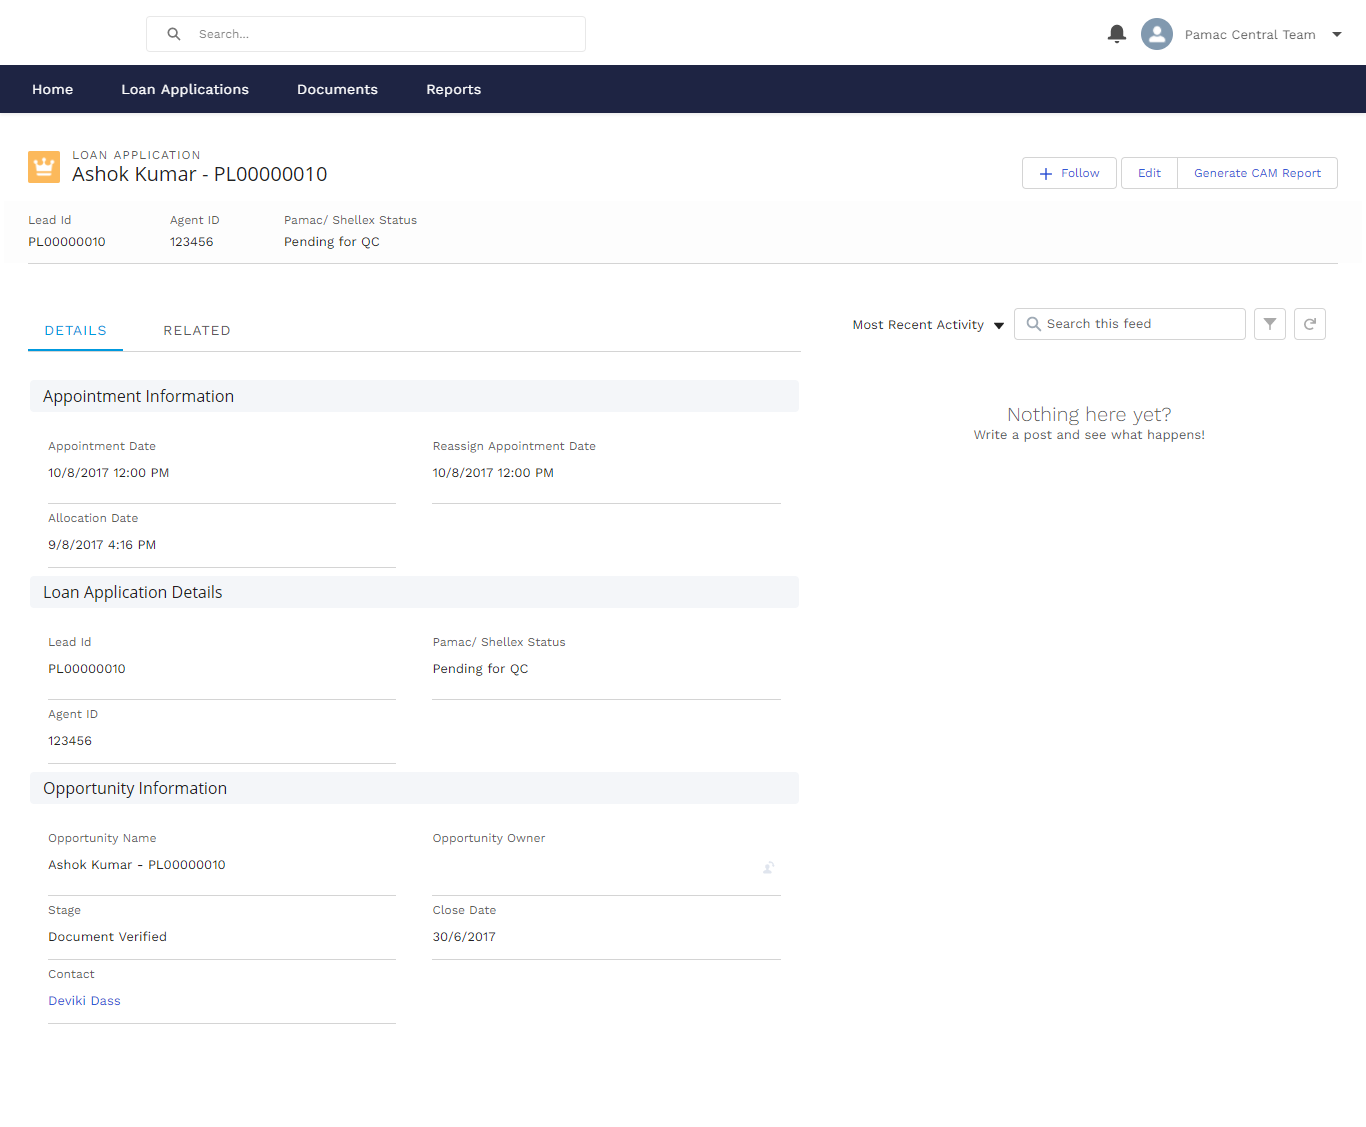 Search...
Pamac Central Team
Home Loan Applications Documents Reports
LOAN APPLICATION
Ashok Kumar - PL00000010
Follow Edit Generate CAM Report
Lead Id Agent ID Pamac/ Shellex Status
PL00000010 123456 Pending for QC
DETAILS RELATED
Most Recent Activity Search this feed
Nothing here yet?
Write a post and see what happens!
Appointment Information
Appointment Date Reassign Appointment Date
10/8/2017 12:00 PM 10/8/2017 12:00 PM
Allocation Date
9/8/2017 4:16 PM
Loan Application Details
Lead Id Pamac/ Shellex Status
PL00000010 Pending for QC
Agent ID
123456
Opportunity Information
Opportunity Name Opportunity Owner
Ashok Kumar - PL00000010
Stage Close Date
Document Verified 30/6/2017
Contact
Deviki Dass